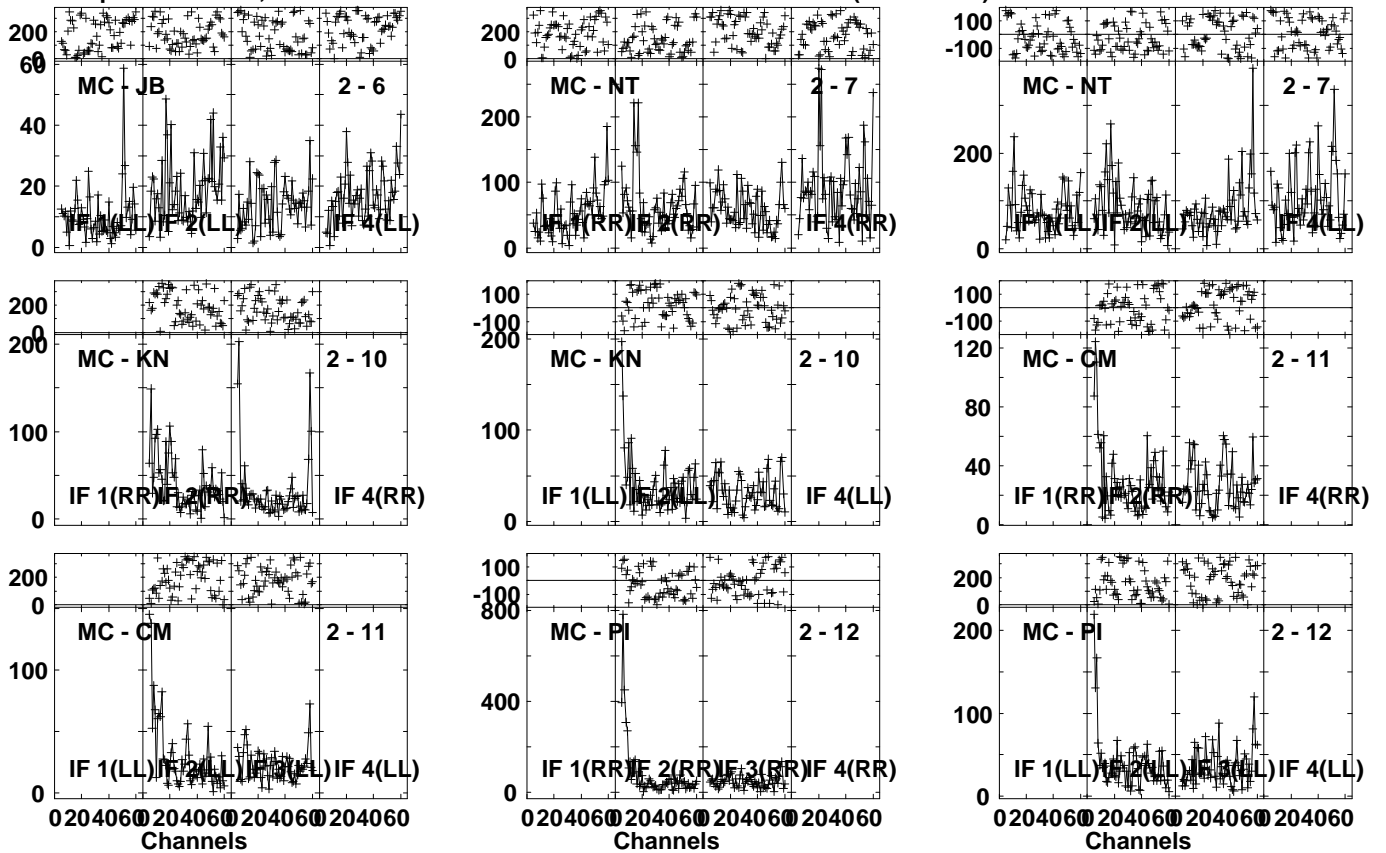 200 0 200 0 100 -100
60 40 20 0 MC - JB 2 - 6 IF 1(LL) IF 2(LL) IF 4(LL)
200 100 0 MC - NT 2 - 7 IF 1(RR) IF 2(RR) IF 4(RR)
200 0 MC - NT 2 - 7 IF 1(LL) IF 2(LL) IF 4(LL)
200 0 100 -100 100 -100
200 100 0 MC - KN 2 - 10 IF 1(RR) IF 2(RR) IF 4(RR)
200 100 0 MC - KN 2 - 10 IF 1(LL) IF 2(LL) IF 4(LL)
120 80 40 0 MC - CM 2 - 11 IF 1(RR) IF 2(RR) IF 4(RR)
200 0 100 -100 200 0
100 0 MC - CM 2 - 11 IF 1(LL) IF 2(LL) IF 3(LL) IF 4(LL)
800 400 0 MC - PI 2 - 12 IF 1(RR) IF 2(RR) IF 3(RR) IF 4(RR)
200 100 0 MC - PI 2 - 12 IF 1(LL) IF 2(LL) IF 3(LL) IF 4(LL)
0 20 40 60 0 20 40 60 0 20 40 60 0 20 40 60
0 20 40 60 0 20 40 60 0 20 40 60 0 20 40 60
0 20 40 60 0 20 40 60 0 20 40 60 0 20 40 60
Channels Channels Channels